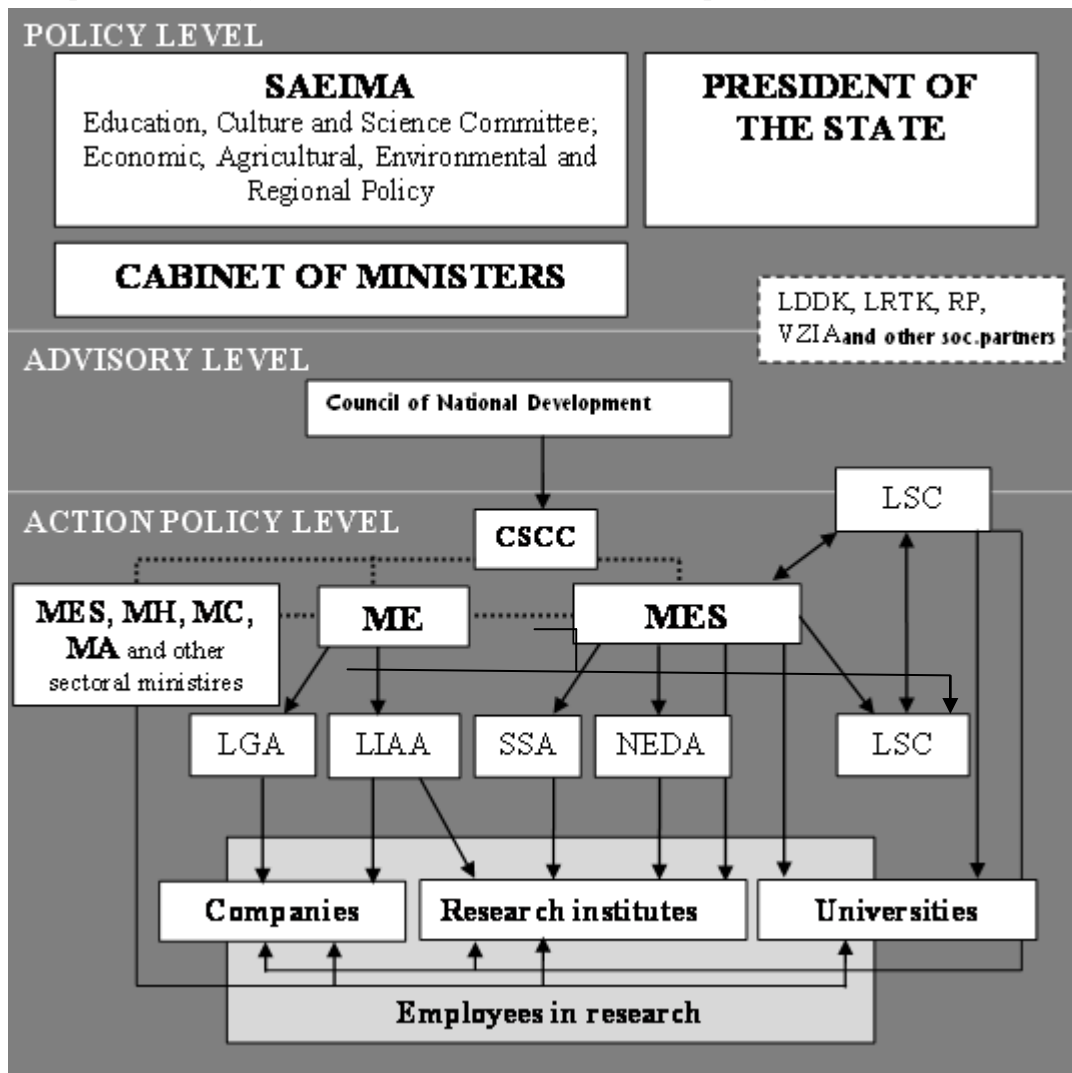 POLICY LEVEL
SAEIMA
Education, Culture and Science Committee;
Economic, Agricultural, Environmental and
Regional Policy
PRESIDENT OF
THE STATE
CABINET OF MINISTERS
LDDK, LRTK, RP,
VZIA and other soc.partners
ADVISORY LEVEL
Council of National Development
LSC
ACTION POLICY LEVEL
CSCC
MES, MH, MC,
MA and other
sectoral ministires
ME
MES
LGA
LIAA
SSA
NEDA
LSC
Companies
Research institutes
Universities
Employees in research